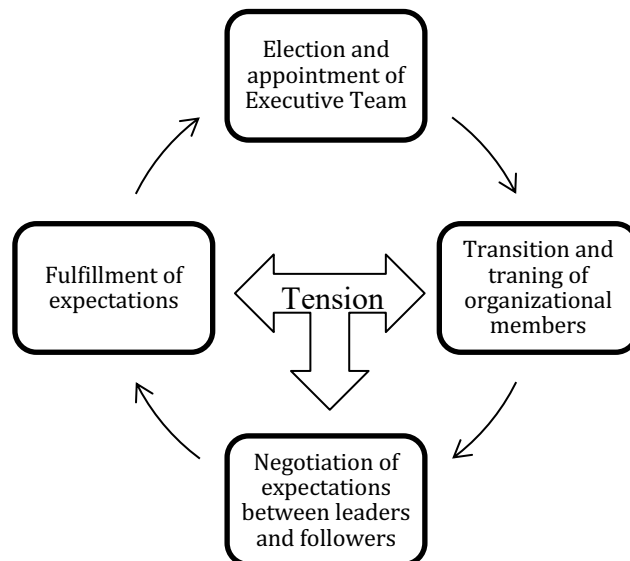 Election and
appointment of
Executive Team
Fulfillment of
expectations
Tension
Transition and
traning of
organizational
members
Negotiation of
expectations
between leaders
and followers